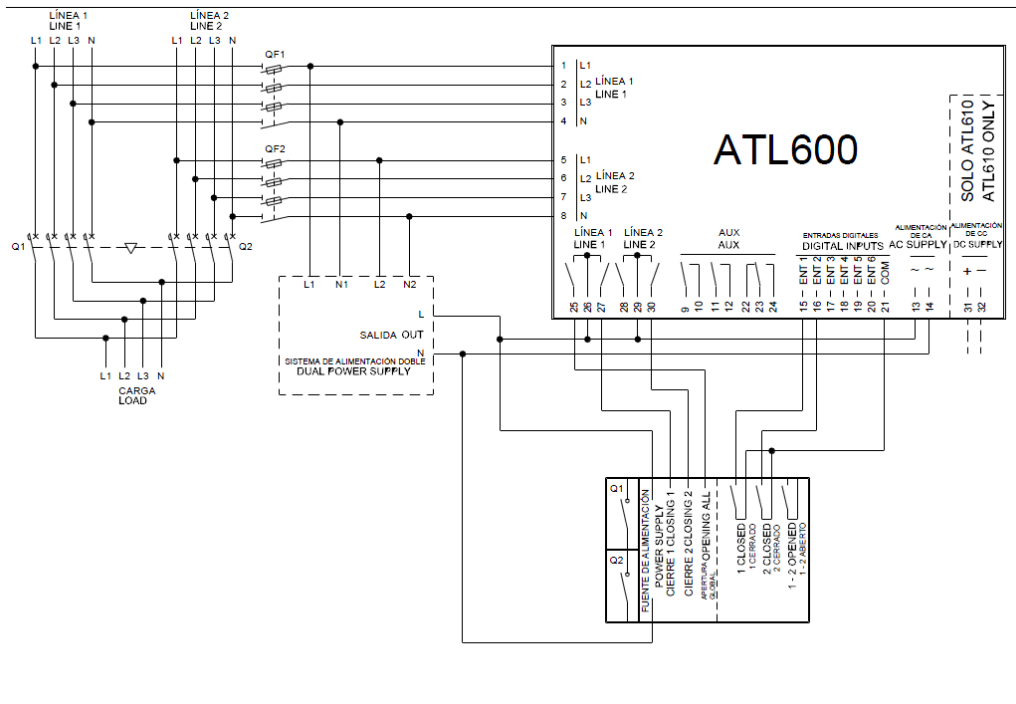 LÍNEA 1
LINE 1
LÍNEA 2
LINE 2
L1 L2 L3 N
L1 L2 L3 N
QF1
1 L1
2 L2
3 L3
4 N
LÍNEA 1
LINE 1
QF2
5 L1
6 L2
7 L3
8 N
LÍNEA 2
LINE 2
ATL600
SOLO ATL610
ATL610 ONLY
Q1
Q2
LÍNEA 1
LINE 1
LÍNEA 2
LINE 2
AUX
AUX
ENTRADAS DIGITALES
DIGITAL INPUTS
ALIMENTACIÓN
DE CA
AC SUPPLY
ALIMENTACIÓN
DE CC
DC SUPPLY
25 26 27 28 29 30
9 10 11 12 22 23 24
15 – ENT 1
16 – ENT 2
17 – ENT 3
18 – ENT 4
19 – ENT 5
20 – ENT 6
21 – COM
13 ~
14 ~
31 +
32 –
L1 N1 L2 N2
L
SALIDA OUT
N
SISTEMA DE ALIMENTACIÓN DOBLE
DUAL POWER SUPPLY
L1 L2 L3 N
CARGA
LOAD
Q1
Q2
FUENTE DE ALIMENTACIÓN
POWER SUPPLY
CIERRE 1 CLOSING 1
CIERRE 2 CLOSING 2
APERTURA OPENING ALL
GLOBAL
1 CLOSED
1 CERRADO
2 CLOSED
2 CERRADO
1 - 2 OPENED
1 - 2 ABIERTO